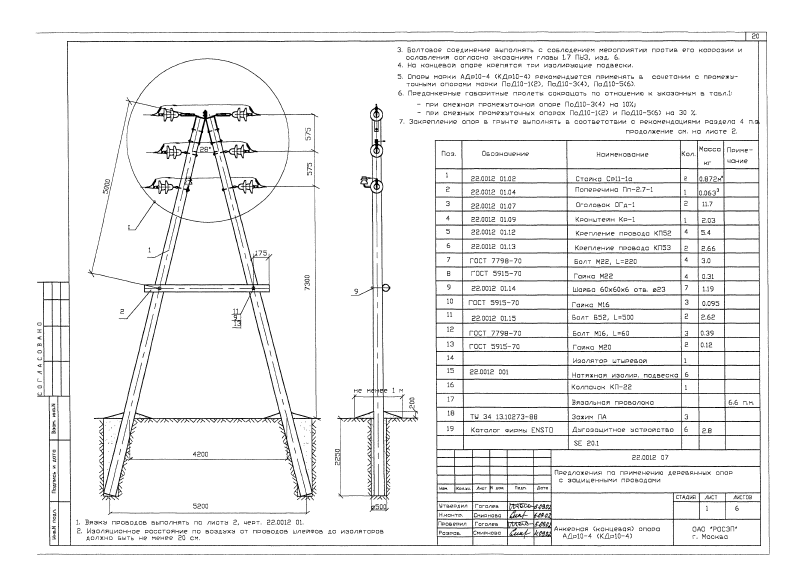 20
3. Болтовое соединение выполнять с соблюдением мероприятий против его коррозии и
ослабления согласно указаниям главы 1.7 ПУЭ, изд. 6.
4. На концевой опоре крепятся три изолирующие подвески.
5. Опоры марки АДр10-4 (КДр10-4) рекомендуется применять в сочетании с промежу-
точными опорами марки ПоД10-1(2), ПоД10-3(4), ПоД10-5(6).
6. Преданкерные габаритные пролеты сокращать по отношению к указанным в табл.1:
- при смежной промежуточной опоре ПоД10-3(4) на 10%;
- при смежных промежуточных опорах ПоД10-1(2) и ПоД10-5(6) на 30 %.
7. Закрепление опор в грунте выполнять в соответствии с рекомендациями раздела 4 п.з.
продолжение см. на листе 2.
Поз. Обозначение Наименование Кол. Масса кг Приме-чание
1 22.0012 01.02 Стойка Ср11-1а 2 0.872м³
2 22.0012 01.04 Поперечина Пп-2.7-1 1 0.063³
3 22.0012 01.07 Оголовок ОГд-1 2 11.7
4 22.0012 01.09 Кронштейн Кр-1 1 2.03
5 22.0012 01.12 Крепление провода КП52 4 5.4
6 22.0012 01.13 Крепление провода КП53 2 2.66
7 ГОСТ 7798-70 Болт М22, L=220 4 3.0
8 ГОСТ 5915-70 Гайка М22 4 0.31
9 22.0012 01.14 Шайба 60х60х6 отв. ø23 7 1.19
10 ГОСТ 5915-70 Гайка М16 3 0.095
11 22.0012 01.15 Болт Б52, L=500 2 2.62
12 ГОСТ 7798-70 Болт М16, L=60 3 0.39
13 ГОСТ 5915-70 Гайка М20 2 0.12
14 Изолятор штыревой 1
15 22.0012 001 Натяжная изолир. подвеска 6
16 Колпачок КП-22 1
17 Вязальная проволока 6.6 п.м.
18 ТУ 34 13.10273-88 Зажим ПА 3
19 Каталог фирмы ENSTO Дугозащитное устройство 6 2.8
SE 20.1
28°
575
575
5000
1
1
175
7300
2
11
9
13
9
не менее 1 м
200
4200
2250
5200
ø500
1. Вязку проводов выполнять по листу 2, черт. 22.0012 01.
2. Изоляционное расстояние по воздуху от проводов шлейфов до изоляторов
должно быть не менее 20 см.
СОГЛАСОВАНО
Взам. инв.N
Подпись и дата
Инв.N подл.
22.0012 07
Предложения по применению деревянных опор
с защищенными проводами
Изм. Кол.уч. Лист N док Подп. Дата
СТАДИЯ ЛИСТ ЛИСТОВ
1 6
Утвердил Гоголев
Н.контр. Смирнова
Проверил Гоголев
Разраб. Смирнова
Анкерная (концевая) опора
АДр10-4 (КДр10-4)
ОАО "РОСЭП"
г. Москва